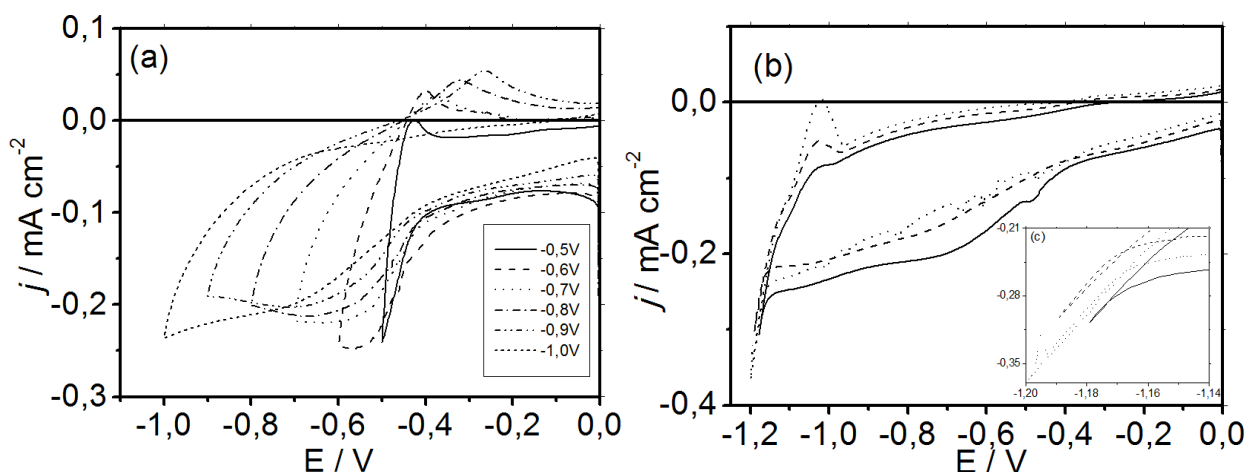 (a)
0,1
0,0
-0,1
-0,2
-0,3
j / mA cm-2
-1,0 -0,8 -0,6 -0,4 -0,2 0,0
E / V
-0,5V
-0,6V
-0,7V
-0,8V
-0,9V
-1,0V
(b)
0,0
-0,2
-0,4
j / mA cm-2
-1,2 -1,0 -0,8 -0,6 -0,4 -0,2 0,0
E / V
(c)
-0,21
-0,28
-0,35
-1,20 -1,18 -1,16 -1,14